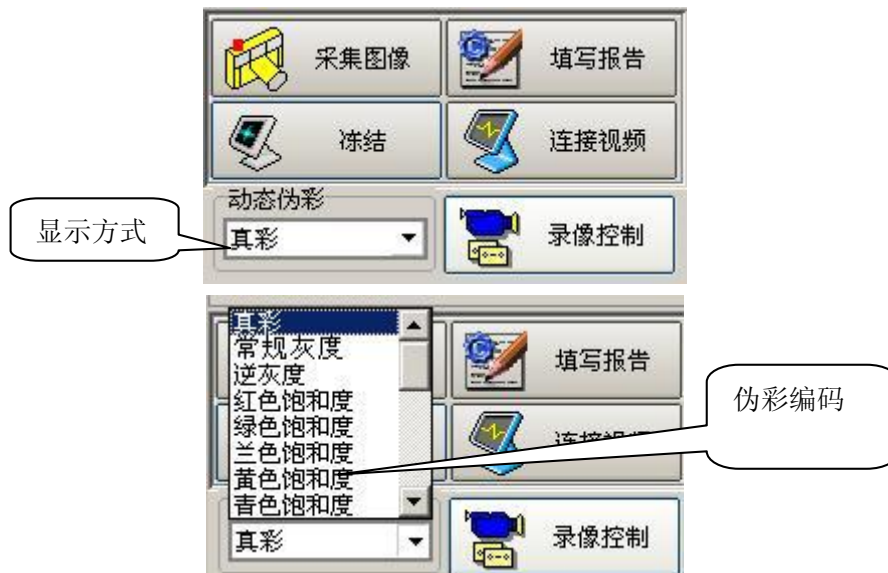 采集图像
填写报告
冻结
连接视频
动态伪彩
显示方式
真彩
录像控制
真彩
常规灰度
逆灰度
填写报告
红色饱和度
伪彩编码
绿色饱和度
兰色饱和度
连接视频
黄色饱和度
青色饱和度
真彩
录像控制